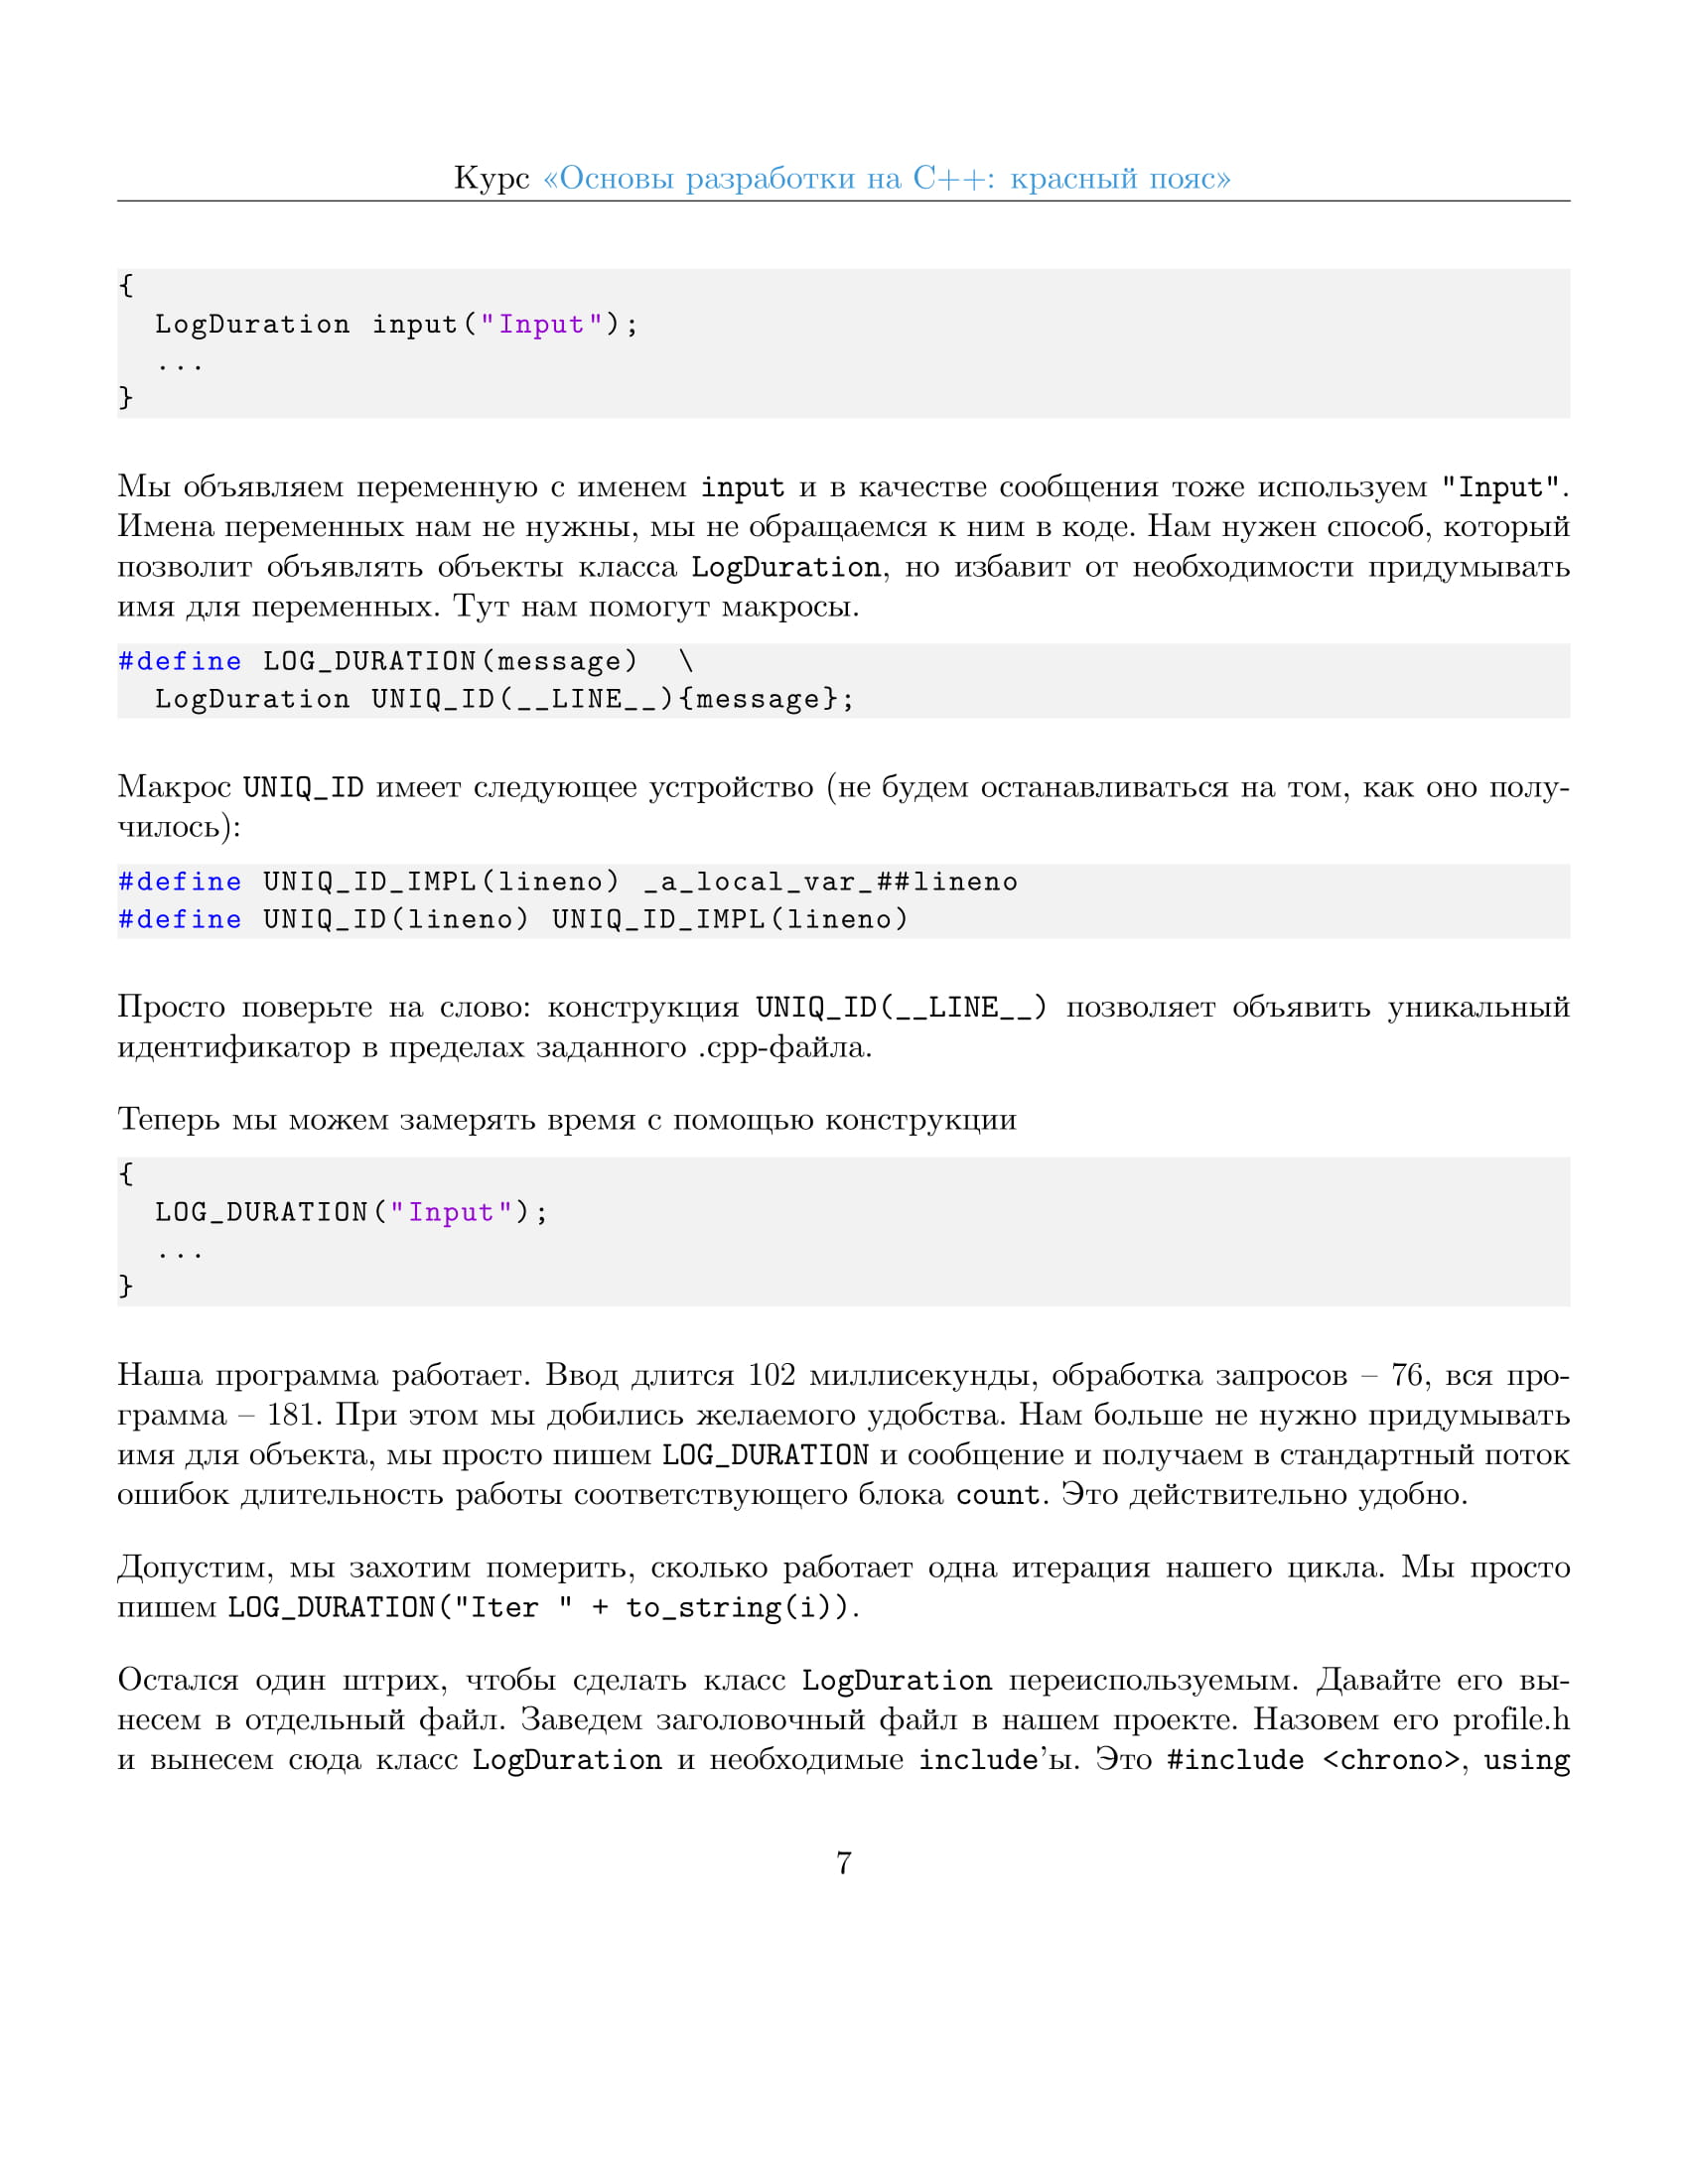 Курс «Основы разработки на C++: красный пояс»
{
  LogDuration input("Input");
  ...
}
Мы объявляем переменную с именем input и в качестве сообщения тоже используем "Input".
Имена переменных нам не нужны, мы не обращаемся к ним в коде. Нам нужен способ, который
позволит объявлять объекты класса LogDuration, но избавит от необходимости придумывать
имя для переменных. Тут нам помогут макросы.
#define LOG_DURATION(message)  \
  LogDuration UNIQ_ID(__LINE__){message};
Макрос UNIQ_ID имеет следующее устройство (не будем останавливаться на том, как оно полу-
чилось):
#define UNIQ_ID_IMPL(lineno) _a_local_var_##lineno
#define UNIQ_ID(lineno) UNIQ_ID_IMPL(lineno)
Просто поверьте на слово: конструкция UNIQ_ID(__LINE__) позволяет объявить уникальный
идентификатор в пределах заданного .cpp-файла.
Теперь мы можем замерять время с помощью конструкции
{
  LOG_DURATION("Input");
  ...
}
Наша программа работает. Ввод длится 102 миллисекунды, обработка запросов – 76, вся про-
грамма – 181. При этом мы добились желаемого удобства. Нам больше не нужно придумывать
имя для объекта, мы просто пишем LOG_DURATION и сообщение и получаем в стандартный поток
ошибок длительность работы соответствующего блока count. Это действительно удобно.
Допустим, мы захотим померить, сколько работает одна итерация нашего цикла. Мы просто
пишем LOG_DURATION("Iter " + to_string(i)).
Остался один штрих, чтобы сделать класс LogDuration переиспользуемым. Давайте его вы-
несем в отдельный файл. Заведем заголовочный файл в нашем проекте. Назовем его profile.h
и вынесем сюда класс LogDuration и необходимые include'ы. Это #include <chrono>, using
7